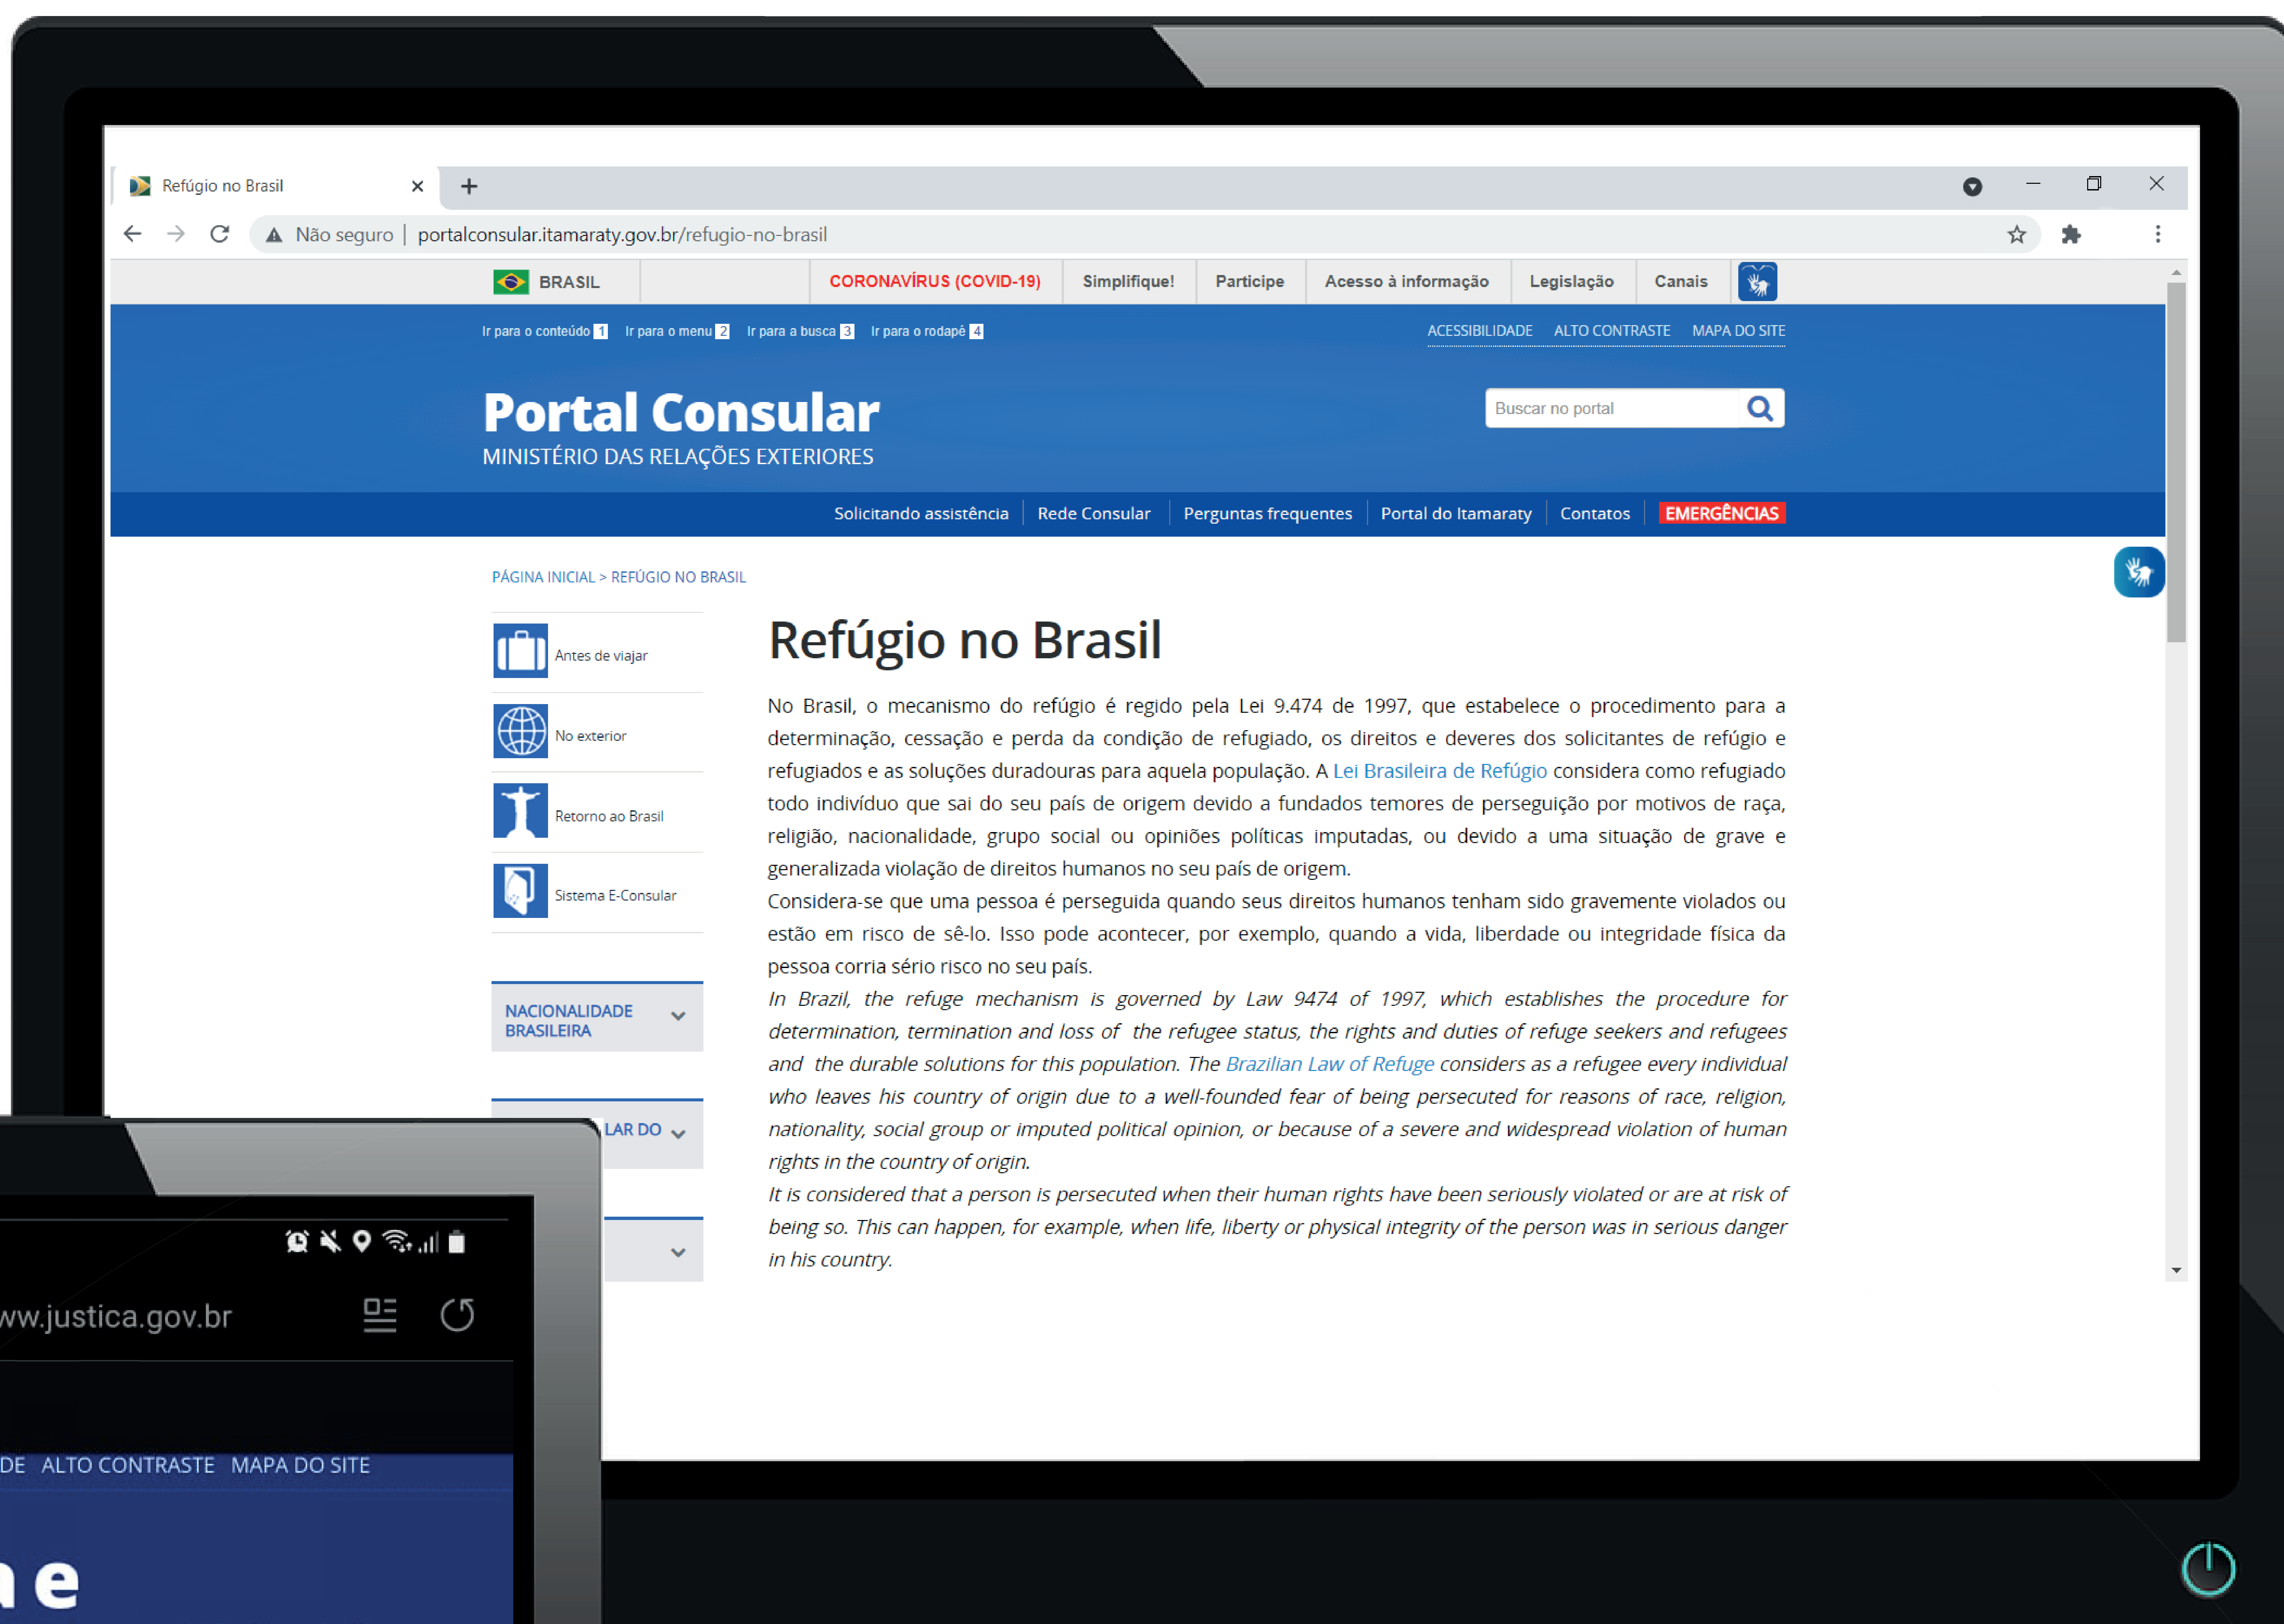 Refúgio no Brasil
Não seguro | portalconsular.itamaraty.gov.br/refugio-no-brasil
BRASIL CORONAVÍRUS (COVID-19) Simplifique! Participe Acesso à informação Legislação Canais
Ir para o conteúdo 1 Ir para o menu 2 Ir para a busca 3 Ir para o rodapé 4 ACESSIBILIDADE ALTO CONTRASTE MAPA DO SITE
Portal Consular
Buscar no portal
MINISTÉRIO DAS RELAÇÕES EXTERIORES
Solicitando assistência Rede Consular Perguntas frequentes Portal do Itamaraty Contatos EMERGÊNCIAS
PÁGINA INICIAL > REFÚGIO NO BRASIL
Antes de viajar
No exterior
Retorno ao Brasil
Sistema E-Consular
NACIONALIDADE
BRASILEIRA
LAR DO
Refúgio no Brasil
No Brasil, o mecanismo do refúgio é regido pela Lei 9.474 de 1997, que estabelece o procedimento para a
determinação, cessação e perda da condição de refugiado, os direitos e deveres dos solicitantes de refúgio e
refugiados e as soluções duradouras para aquela população. A Lei Brasileira de Refúgio considera como refugiado
todo indivíduo que sai do seu país de origem devido a fundados temores de perseguição por motivos de raça,
religião, nacionalidade, grupo social ou opiniões políticas imputadas, ou devido a uma situação de grave e
generalizada violação de direitos humanos no seu país de origem.
Considera-se que uma pessoa é perseguida quando seus direitos humanos tenham sido gravemente violados ou
estão em risco de sê-lo. Isso pode acontecer, por exemplo, quando a vida, liberdade ou integridade física da
pessoa corria sério risco no seu país.
In Brazil, the refuge mechanism is governed by Law 9474 of 1997, which establishes the procedure for
determination, termination and loss of the refugee status, the rights and duties of refuge seekers and refugees
and the durable solutions for this population. The Brazilian Law of Refuge considers as a refugee every individual
who leaves his country of origin due to a well-founded fear of being persecuted for reasons of race, religion,
nationality, social group or imputed political opinion, or because of a severe and widespread violation of human
rights in the country of origin.
It is considered that a person is persecuted when their human rights have been seriously violated or are at risk of
being so. This can happen, for example, when life, liberty or physical integrity of the person was in serious danger
in his country.
ww.justica.gov.br
DE ALTO CONTRASTE MAPA DO SITE
a e